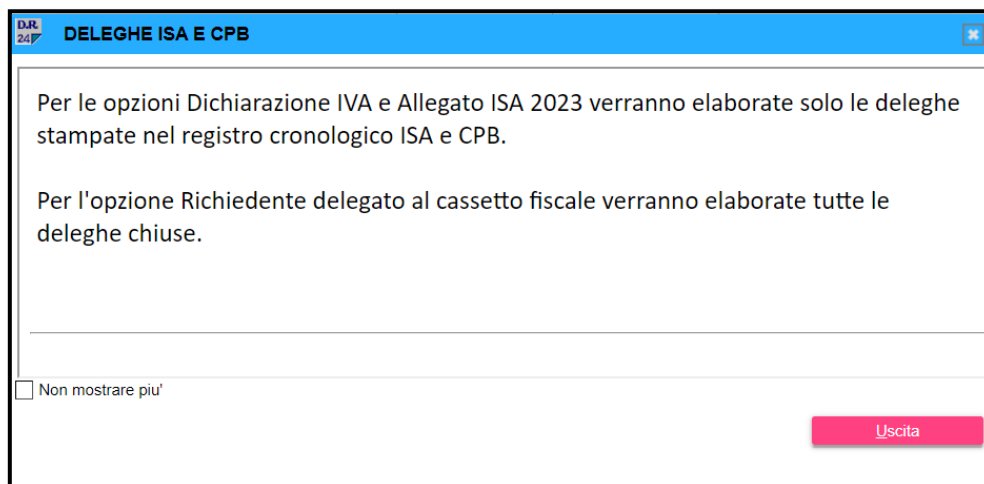 D.R.
24
DELEGHE ISA E CPB
Per le opzioni Dichiarazione IVA e Allegato ISA 2023 verranno elaborate solo le deleghe
stampate nel registro cronologico ISA e CPB.
Per l'opzione Richiedente delegato al cassetto fiscale verranno elaborate tutte le
deleghe chiuse.
Non mostrare piu'
Uscita